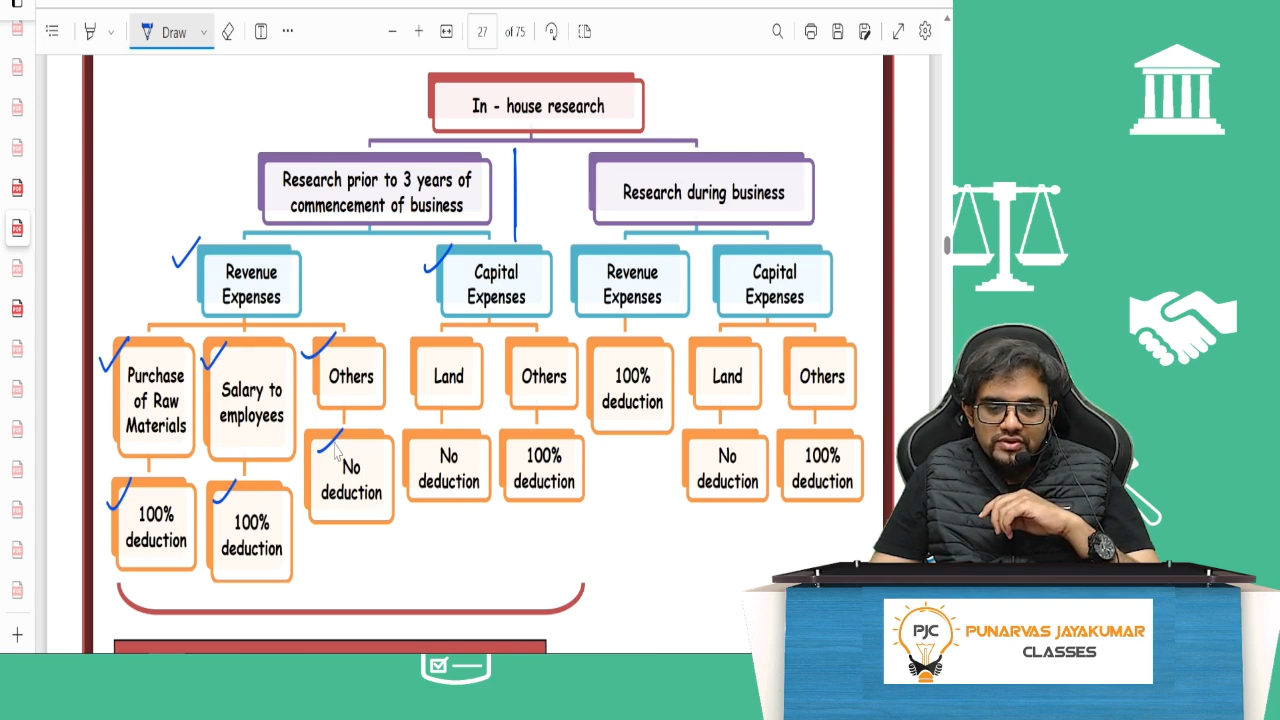 Draw
27
of 75
In - house research
Research prior to 3 years of
commencement of business
Research during business
Revenue
Expenses
Capital
Expenses
Revenue
Expenses
Capital
Expenses
Purchase
of Raw
Materials
Salary to
employees
Others
Land
Others
100%
deduction
Land
Others
100%
deduction
100%
deduction
No
deduction
No
deduction
100%
deduction
No
deduction
100%
deduction
PJC
PUNARVAS JAYAKUMAR
CLASSES